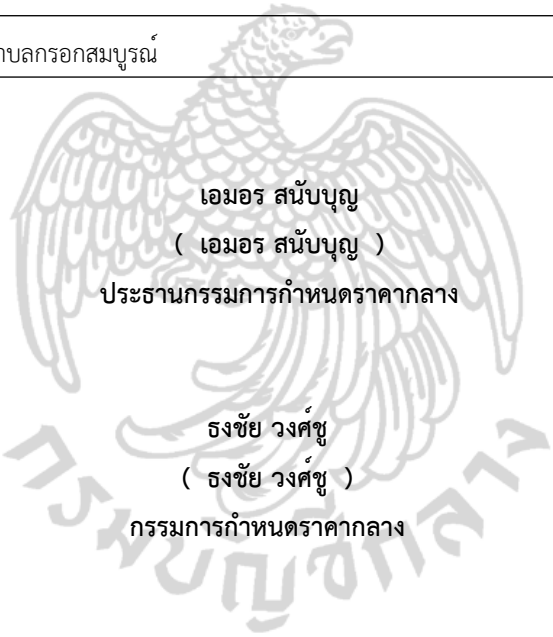 บลกรอกสมบูรณ์
เอมอร สนับบุญ
( เอมอร สนับบุญ )
ประธานกรรมการกำหนดราคากลาง
ธงชัย วงศ์ชู
( ธงชัย วงศ์ชู )
กรรมการกำหนดราคากลาง
กรมบัญชีกลาง